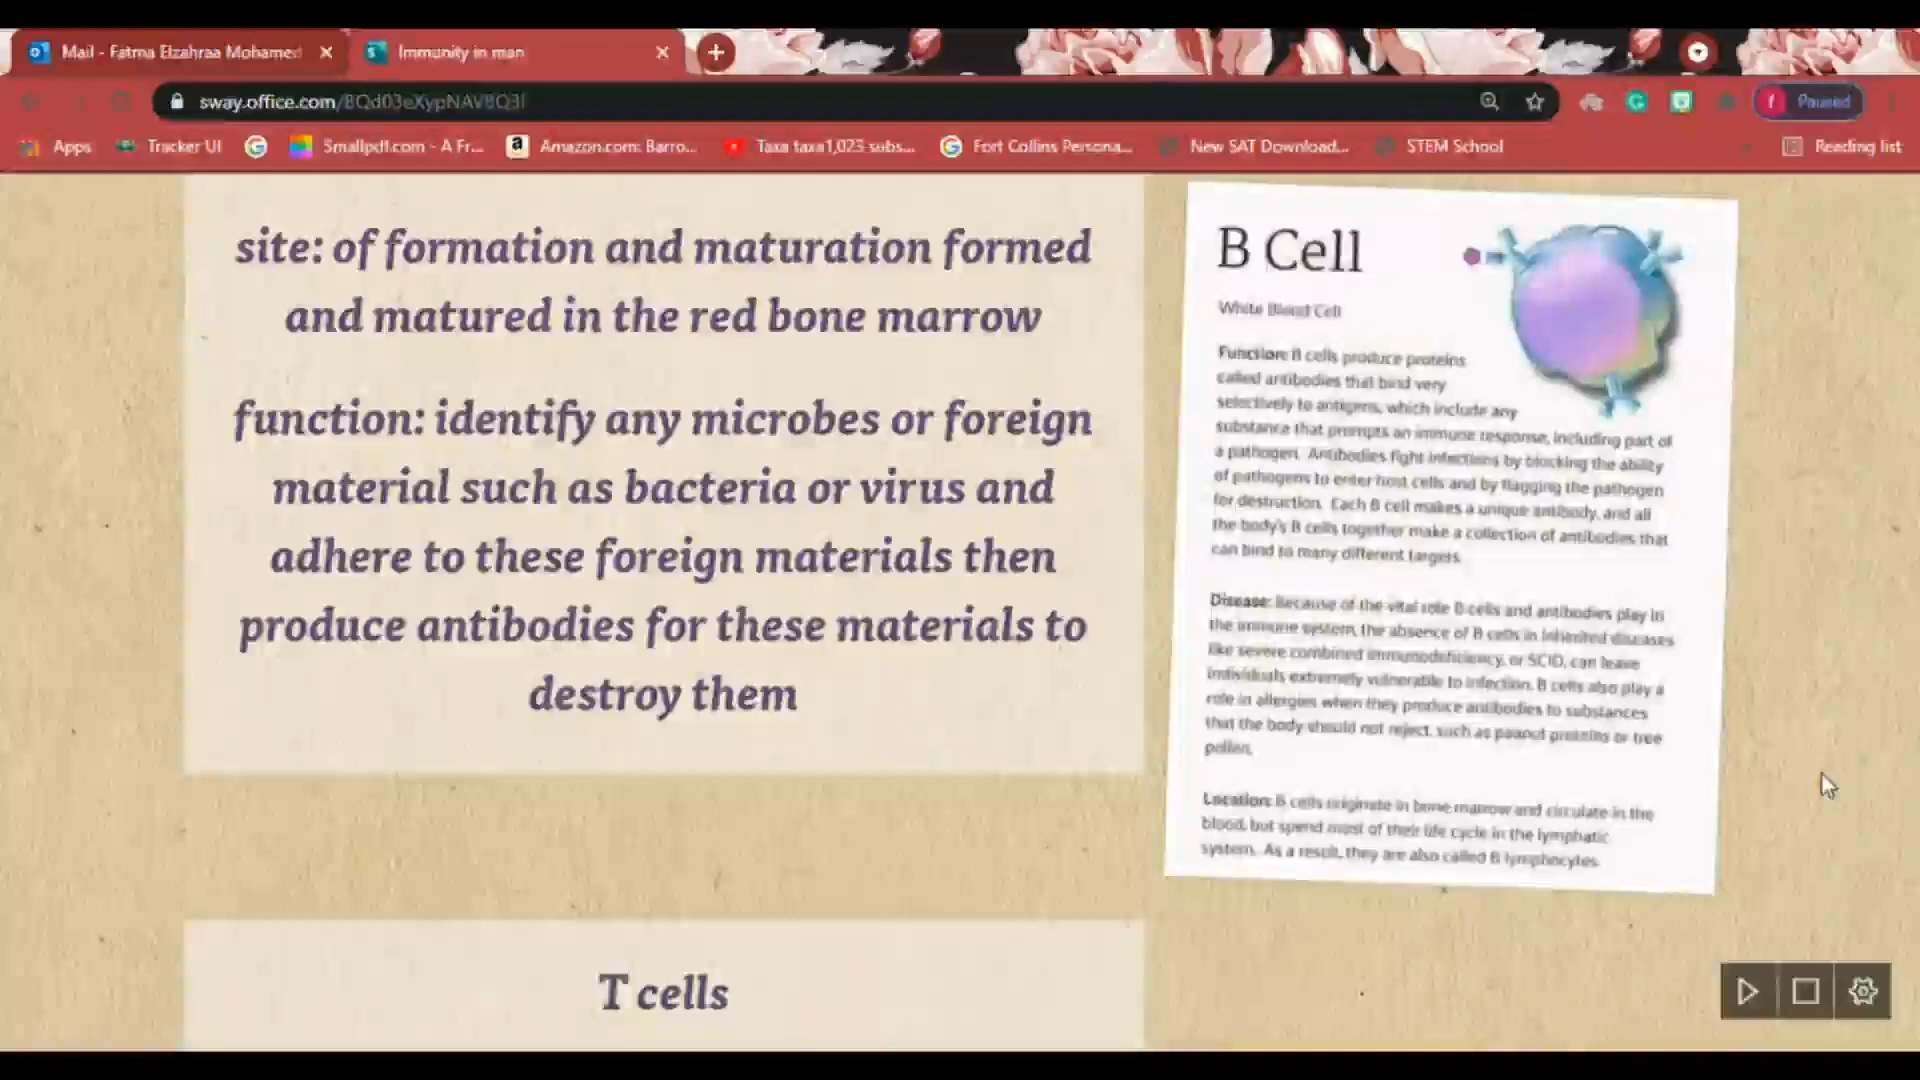 Mail - Fatma Elzahraa Mohamed
Immunity in man
sway.office.com/8Qd03eXypNAV8Q3l
Paused
Apps
Tracker UI
Smallpdf.com - A Fr...
Amazon.com: Barro...
Taxa taxa1,023 subs...
Fort Collins Persona...
New SAT Download...
STEM School
Reading list
site: of formation and maturation formed
and matured in the red bone marrow
function: identify any microbes or foreign
material such as bacteria or virus and
adhere to these foreign materials then
produce antibodies for these materials to
destroy them
T cells
B Cell
White Blood Cell
Function: B cells produce proteins
called antibodies that bind very
selectively to antigens, which include any
substance that prompts an immune response, including part of
a pathogen. Antibodies fight infections by blocking the ability
of pathogens to enter host cells and by flagging the pathogen
for destruction. Each B cell makes a unique antibody, and all
the body's B cells together make a collection of antibodies that
can bind to many different targets.
Disease: Because of the vital role B cells and antibodies play in
the immune system, the absence of B cells in inherited diseases
like severe combined immunodeficiency, or SCID, can leave
individuals extremely vulnerable to infection. B cells also play a
role in allergies when they produce antibodies to substances
that the body should not reject, such as peanut proteins or tree
pollen.
Location: B cells originate in bone marrow and circulate in the
blood, but spend most of their life cycle in the lymphatic
system. As a result, they are also called B lymphocytes.